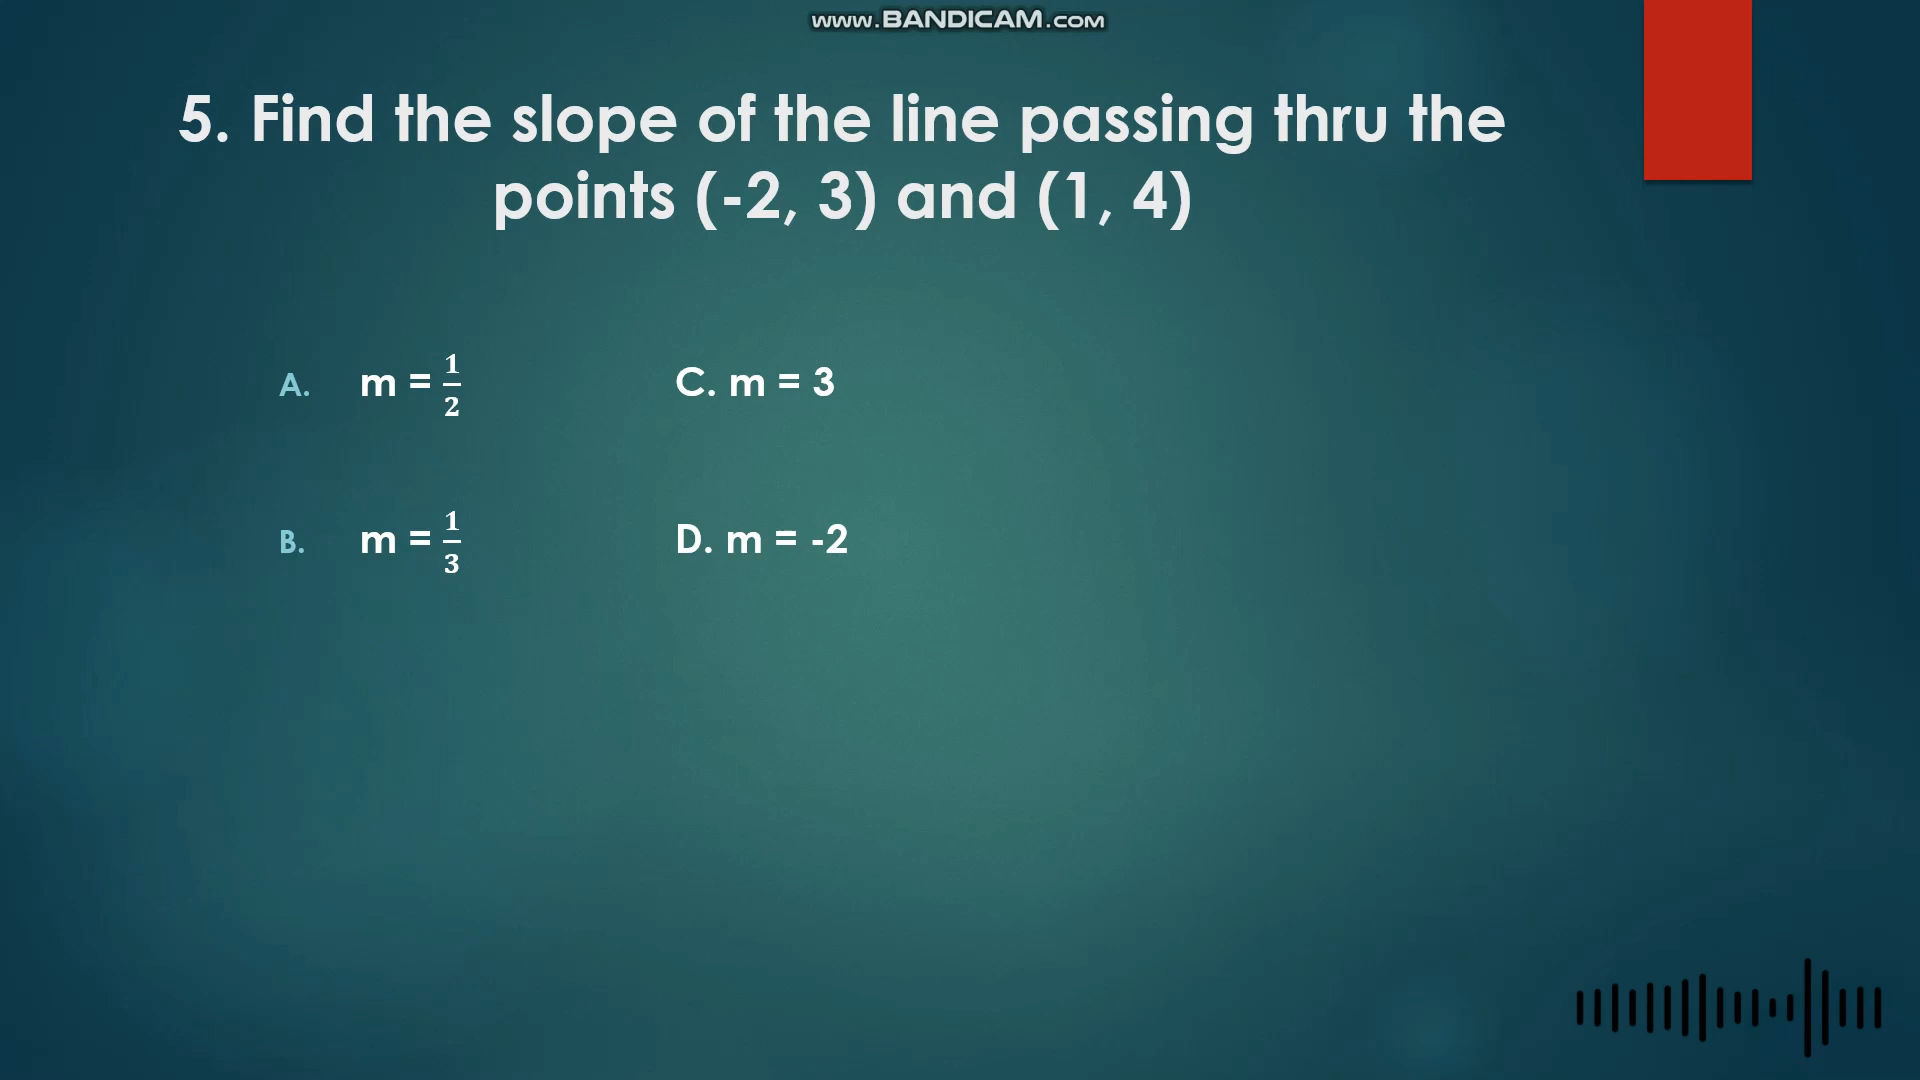 www.BANDICAM.com
5. Find the slope of the line passing thru the
points (-2, 3) and (1, 4)
A. m = 1/2 C. m = 3
B. m = 1/3 D. m = -2